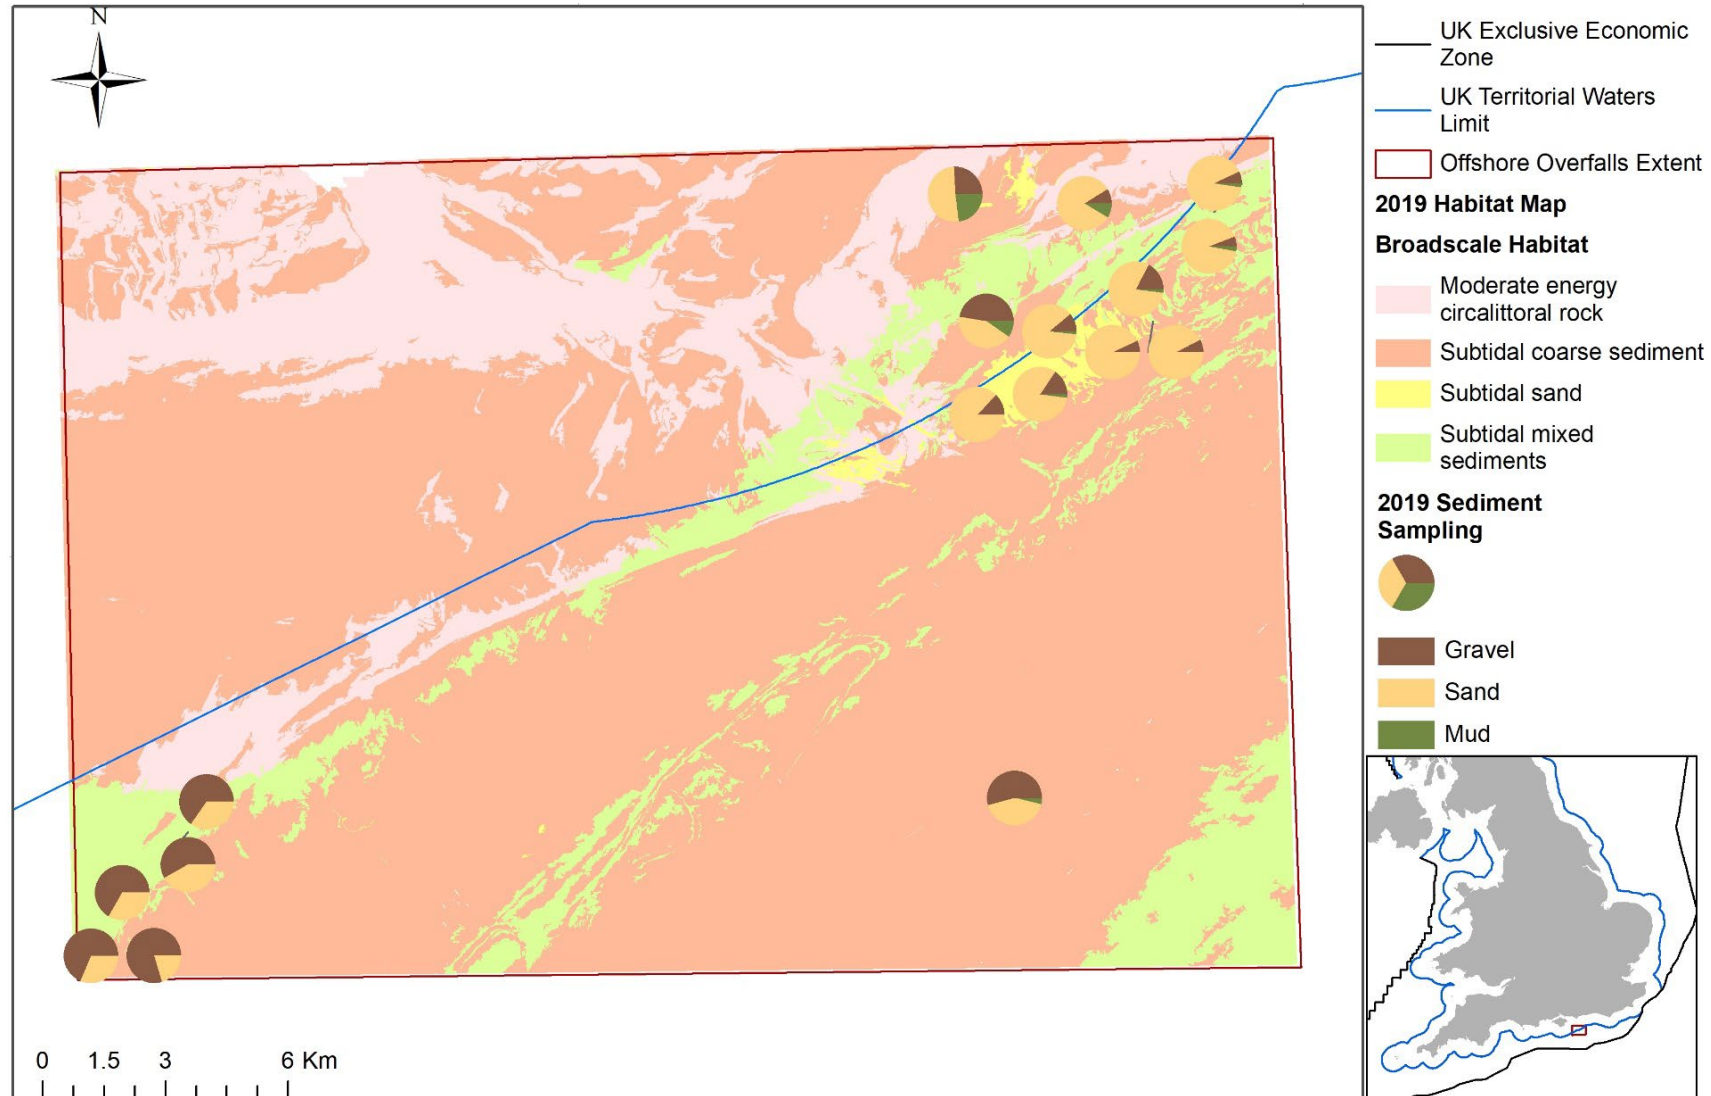 N
UK Exclusive Economic
Zone
UK Territorial Waters
Limit
Offshore Overfalls Extent
2019 Habitat Map
Broadscale Habitat
Moderate energy
circalittoral rock
Subtidal coarse sediment
Subtidal sand
Subtidal mixed
sediments
2019 Sediment
Sampling
Gravel
Sand
Mud
0 1.5 3 6 Km